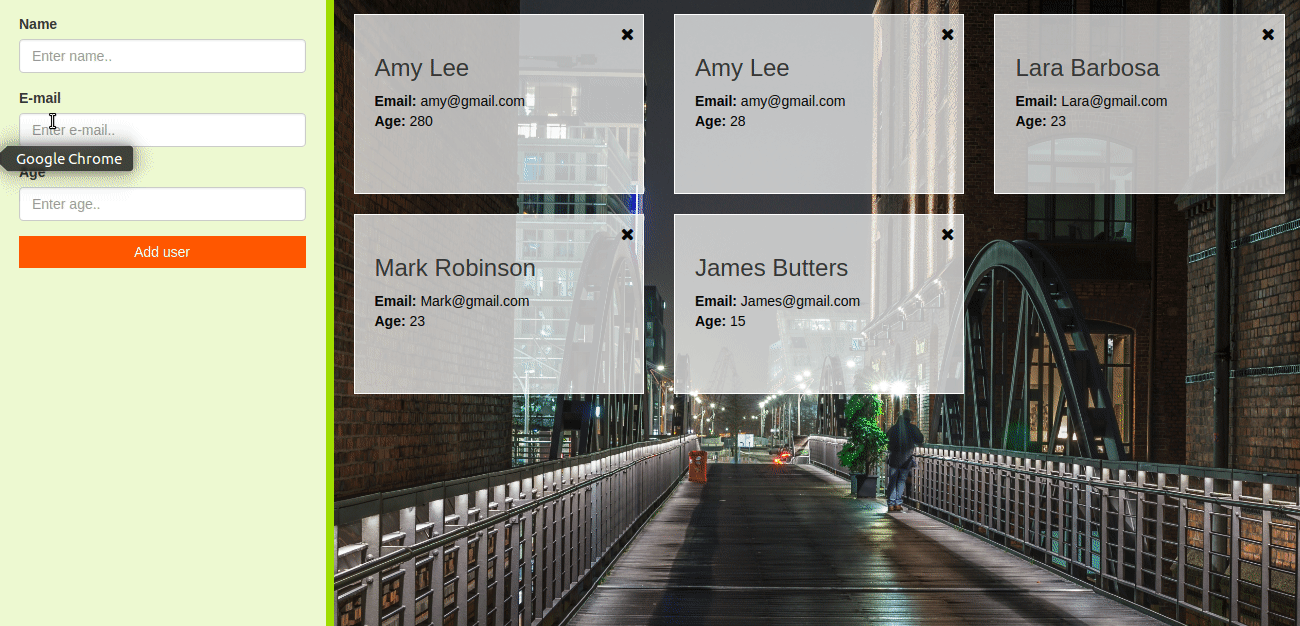 Name
Enter name..
E-mail
Enter e-mail..
Google Chrome
Age
Enter age..
Add user
Amy Lee
Email: amy@gmail.com
Age: 280
Amy Lee
Email: amy@gmail.com
Age: 28
Lara Barbosa
Email: Lara@gmail.com
Age: 23
Mark Robinson
Email: Mark@gmail.com
Age: 23
James Butters
Email: James@gmail.com
Age: 15